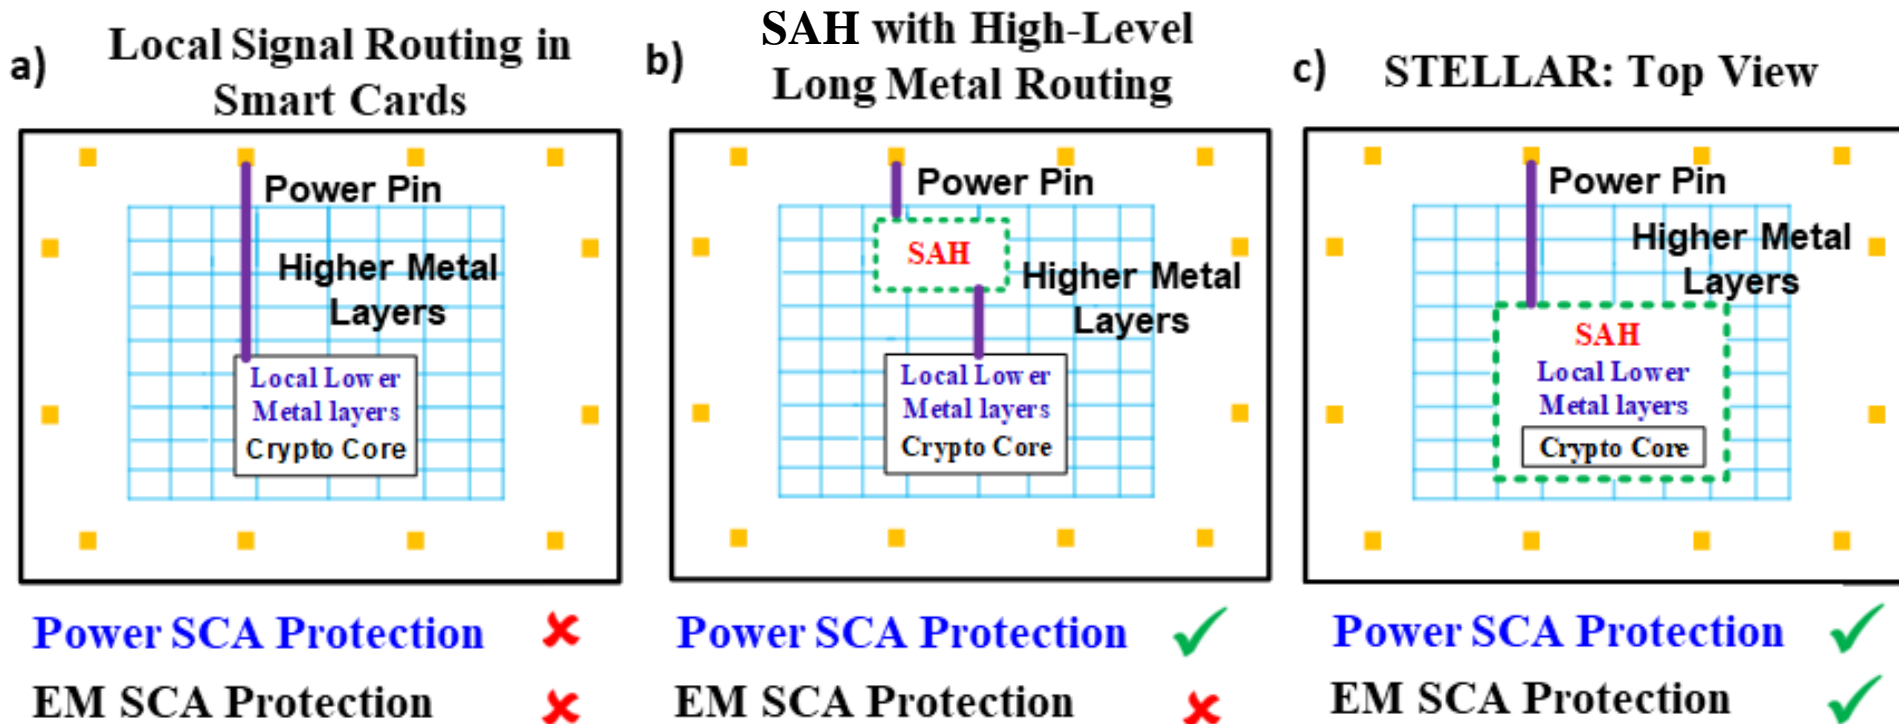 a)
Local Signal Routing in
Smart Cards
Power Pin
Higher Metal
Layers
Local Lower
Metal layers
Crypto Core
Power SCA Protection ✘
EM SCA Protection ✘
b)
SAH with High-Level
Long Metal Routing
Power Pin
SAH
Higher Metal
Layers
Local Lower
Metal layers
Crypto Core
Power SCA Protection ✓
EM SCA Protection ✘
c)
STELLAR: Top View
Power Pin
Higher Metal
Layers
SAH
Local Lower
Metal layers
Crypto Core
Power SCA Protection ✓
EM SCA Protection ✓